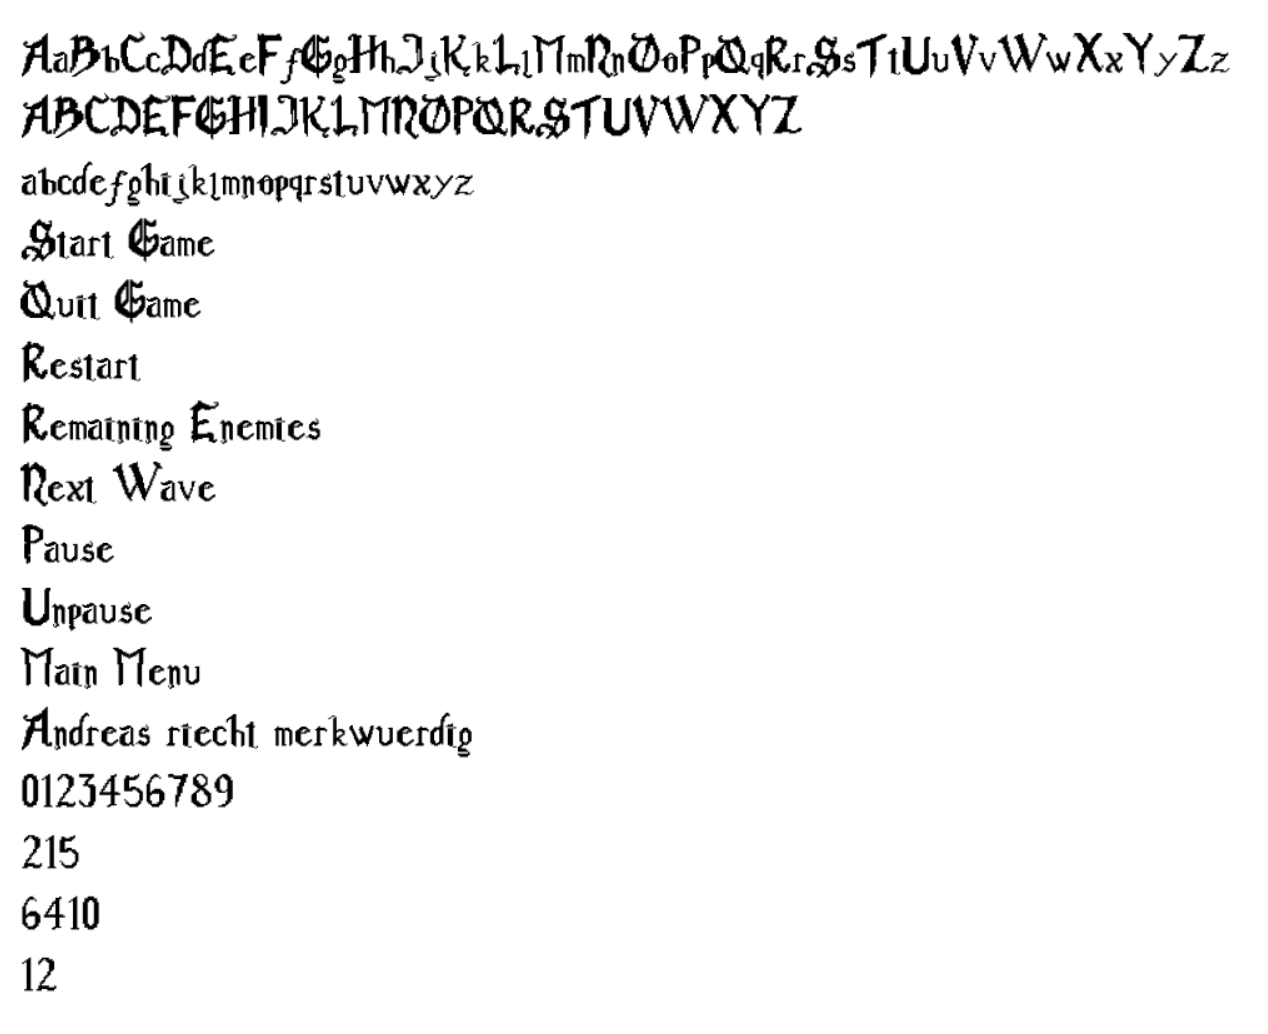 AaBbCcDdEeFfGgHhJjKkLlMmNnOoPpQqRrSsTtUuVvWwXxYyZz
ABCDEFGHIJKLMNOPQRSTUVWXYZ
abcdefghijklmnopqrstuvwxyz
Start Game
Quit Game
Restart
Remaining Enemies
Next Wave
Pause
Unpause
Main Menu
Andreas riecht merkwuerdig
0123456789
215
6410
12